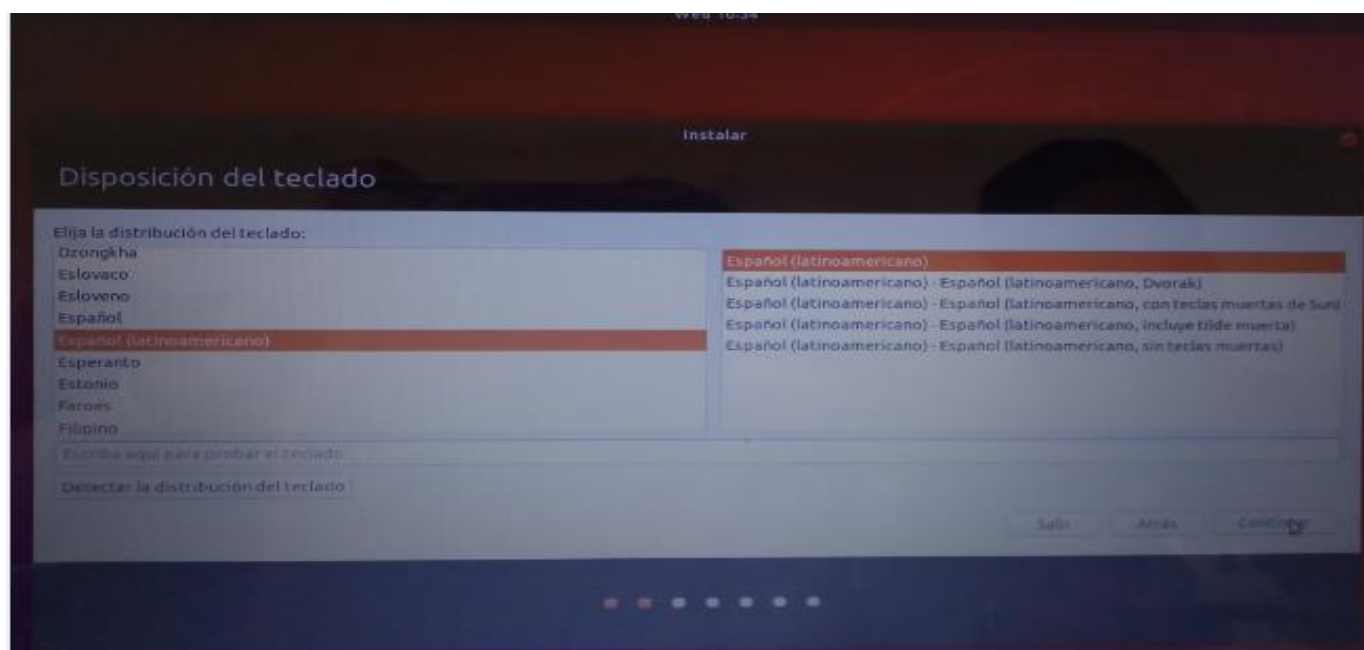 Wed 16:34
Instalar
Disposición del teclado
Elija la distribución del teclado:
Dzongkha
Eslovaco
Esloveno
Español
Español (latinoamericano)
Esperanto
Estonio
Faroés
Filipino
Español (latinoamericano)
Español (latinoamericano) - Español (latinoamericano, Dvorak)
Español (latinoamericano) - Español (latinoamericano, con teclas muertas de Sun)
Español (latinoamericano) - Español (latinoamericano, incluye tilde muerta)
Español (latinoamericano) - Español (latinoamericano, sin teclas muertas)
Escriba aquí para probar el teclado
Detectar la distribución del teclado
Salir
Atrás
Continuar